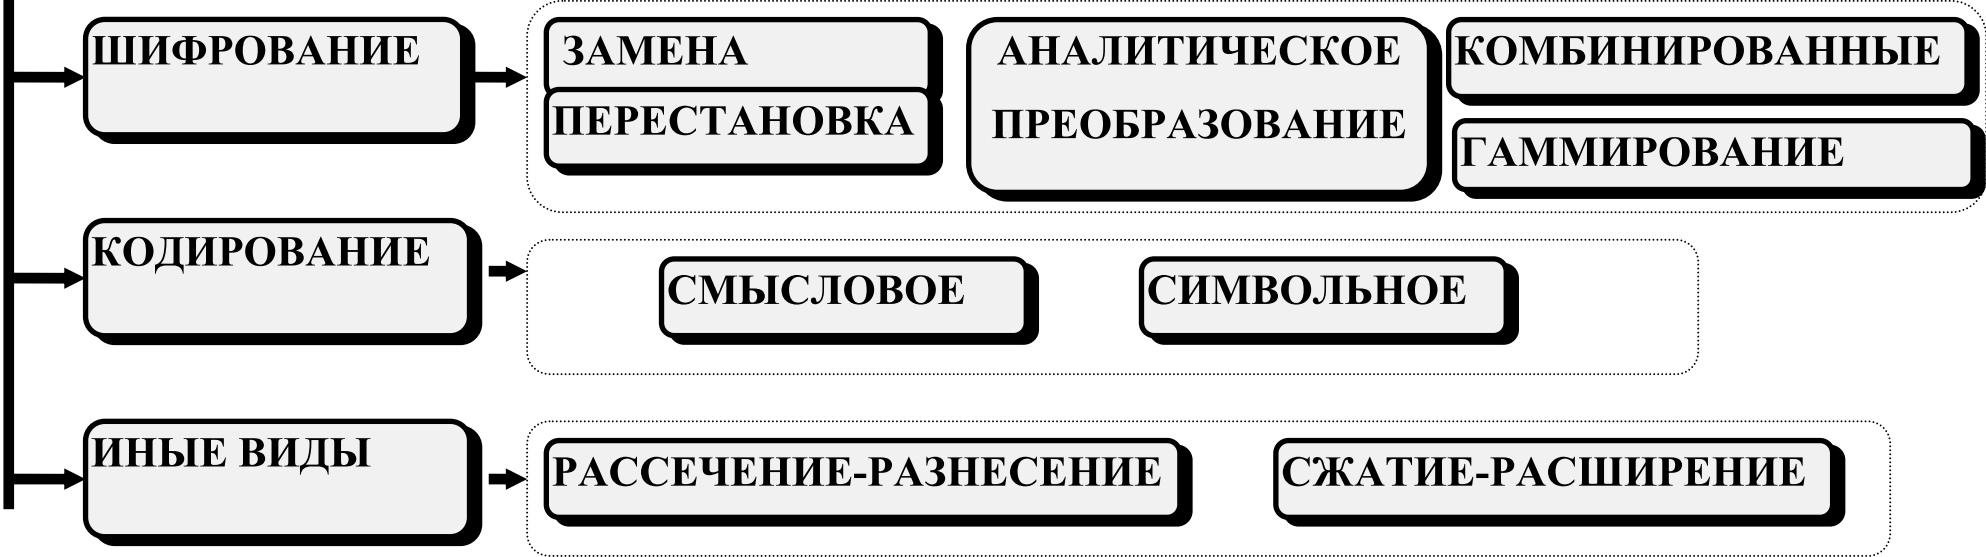 ШИФРОВАНИЕ
ЗАМЕНА
ПЕРЕСТАНОВКА
АНАЛИТИЧЕСКОЕ
ПРЕОБРАЗОВАНИЕ
КОМБИНИРОВАННЫЕ
ГАММИРОВАНИЕ
КОДИРОВАНИЕ
СМЫСЛОВОЕ
СИМВОЛЬНОЕ
ИНЫЕ ВИДЫ
РАССЕЧЕНИЕ-РАЗНЕСЕНИЕ
СЖАТИЕ-РАСШИРЕНИЕ